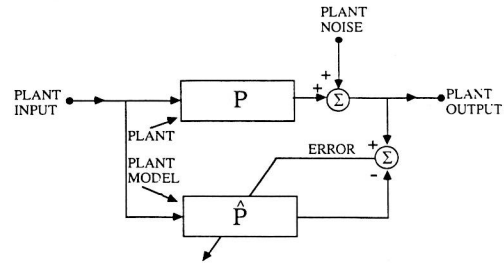 PLANT
NOISE
PLANT
INPUT
P
+
+
Σ
PLANT
OUTPUT
PLANT
PLANT
MODEL
ERROR
+
Σ
-
P̂